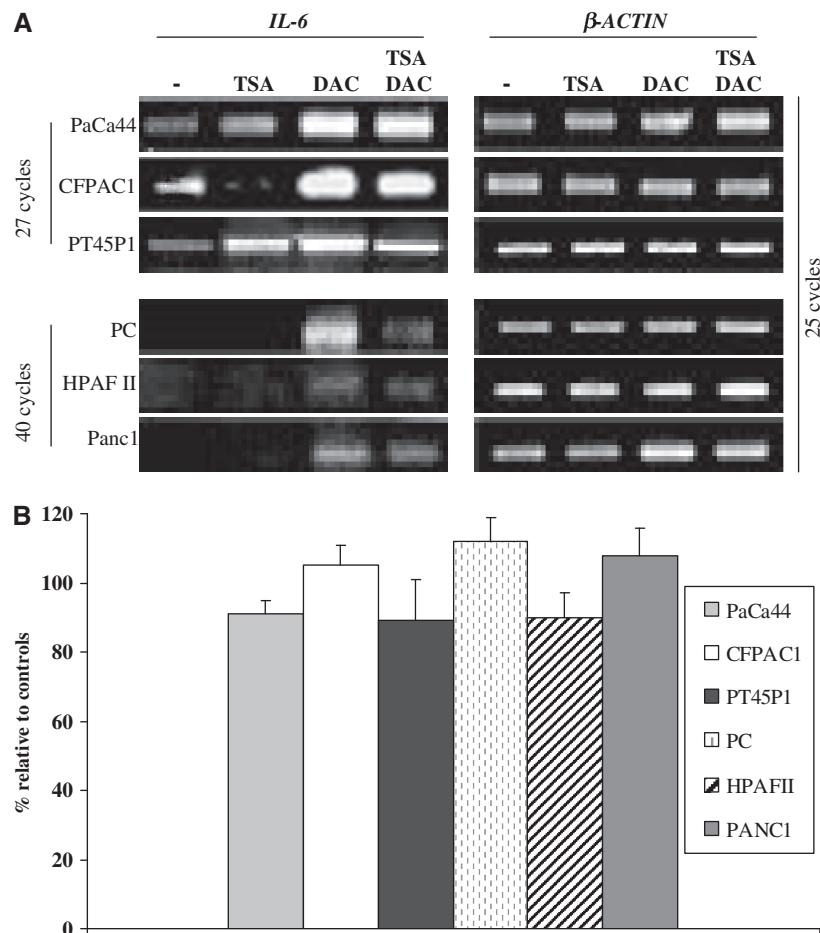 A
IL-6
β-ACTIN
TSA
TSA
- TSA DAC DAC
- TSA DAC DAC
PaCa44
CFPAC1
PT45P1
27 cycles
PC
HPAF II
Panc1
40 cycles
25 cycles
B
120
100
80
60
40
20
0
% relative to controls
PaCa44
CFPAC1
PT45P1
PC
HPAFII
PANC1